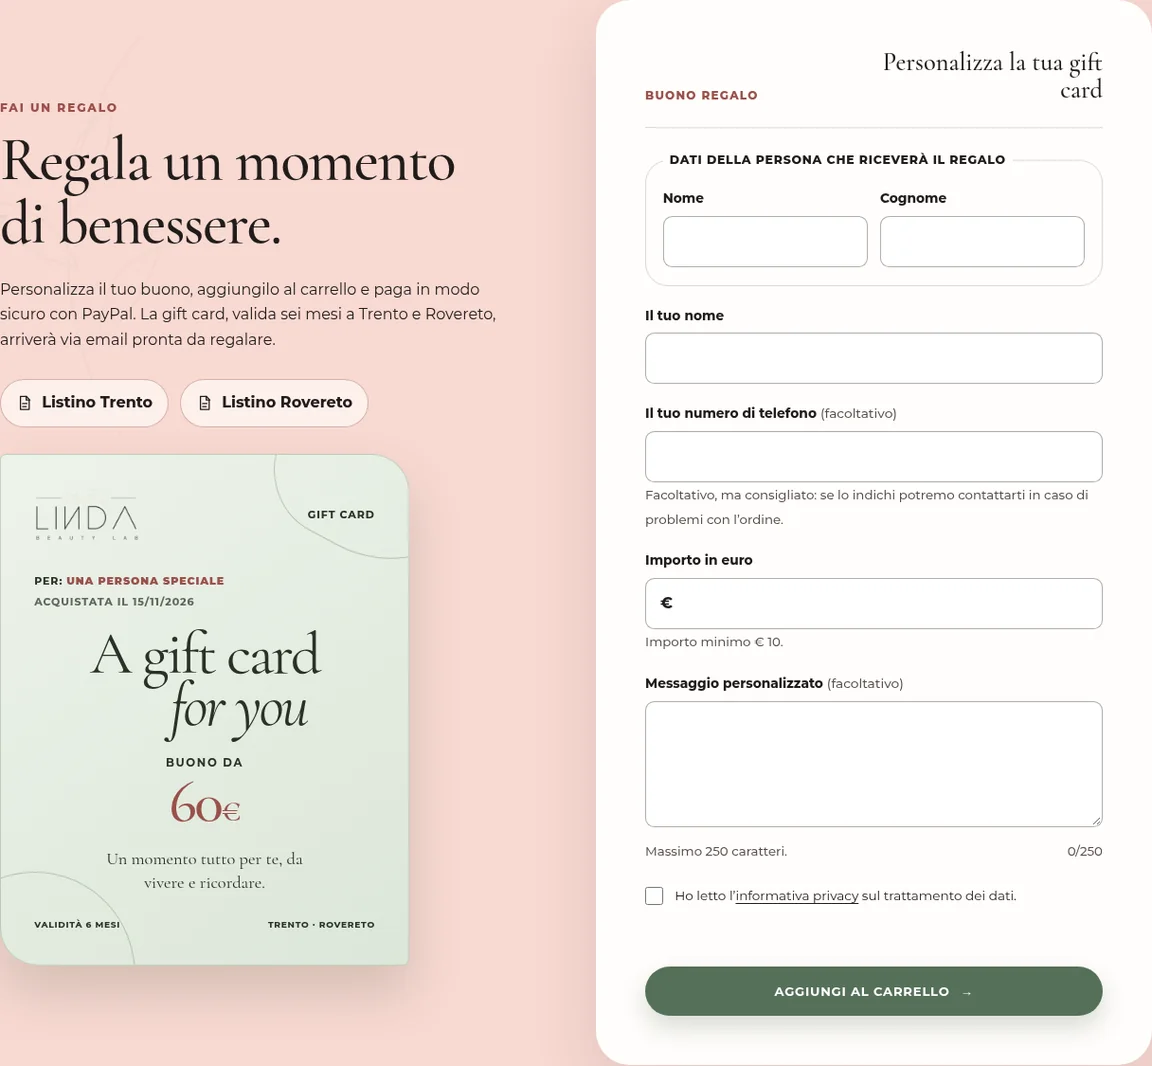 FAI UN REGALO
Regala un momento
di benessere.
Personalizza il tuo buono, aggiungilo al carrello e paga in modo
sicuro con PayPal. La gift card, valida sei mesi a Trento e Rovereto,
arriverà via email pronta da regalare.
Listino Trento
Listino Rovereto
LINDA
BEAUTY LAB
GIFT CARD
PER: UNA PERSONA SPECIALE
ACQUISTATA IL 15/11/2026
A gift card
for you
BUONO DA
60€
Un momento tutto per te, da
vivere e ricordare.
VALIDITÀ 6 MESI
TRENTO · ROVERETO
BUONO REGALO
Personalizza la tua gift
card
DATI DELLA PERSONA CHE RICEVERÀ IL REGALO
Nome
Cognome
Il tuo nome
Il tuo numero di telefono (facoltativo)
Facoltativo, ma consigliato: se lo indichi potremo contattarti in caso di
problemi con l’ordine.
Importo in euro
€
Importo minimo € 10.
Messaggio personalizzato (facoltativo)
Massimo 250 caratteri.
0/250
Ho letto l’informativa privacy sul trattamento dei dati.
AGGIUNGI AL CARRELLO →